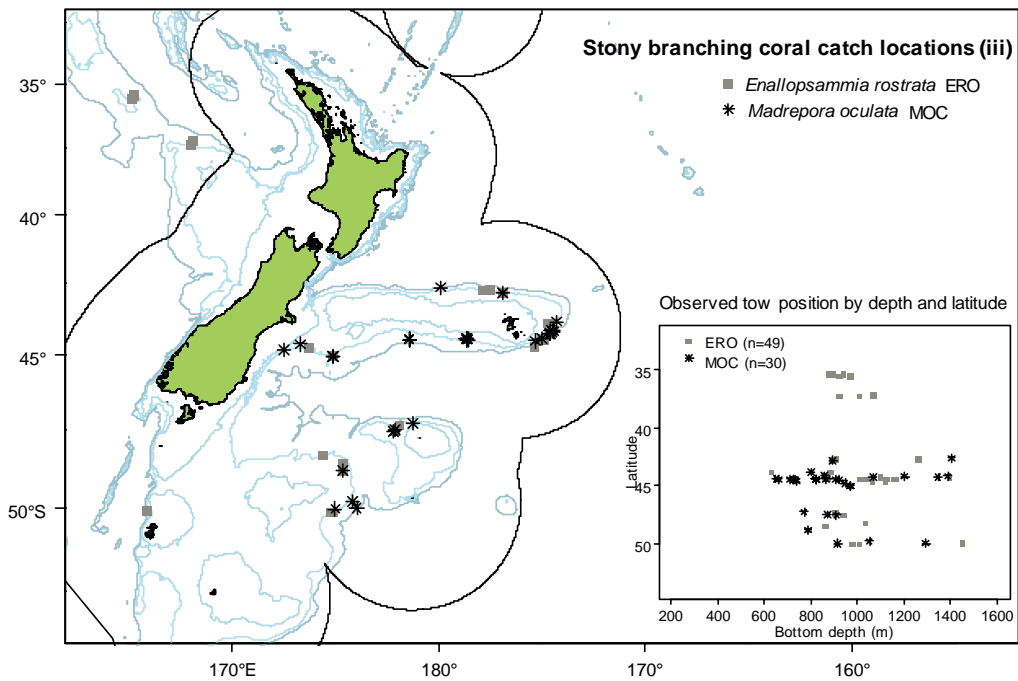 Stony branching coral catch locations (iii)
Enallopsammia rostrata ERO
Madrepora oculata MOC
35°
40°
45°
50°S
170°E
180°
170°
160°
Observed tow position by depth and latitude
ERO (n=49)
MOC (n=30)
Latitude
35
40
45
50
200 400 600 800 1000 1200 1400 1600
Bottom depth (m)